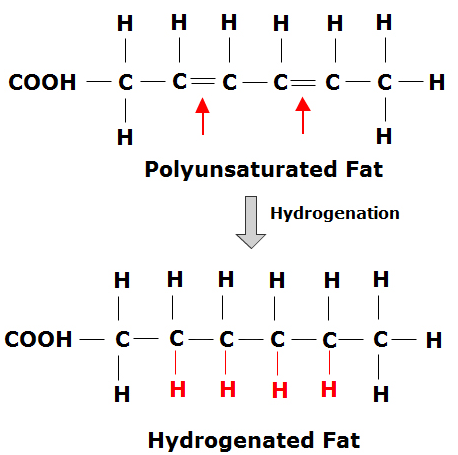 H H H H H H
COOH C C C C C C H
H H
Polyunsaturated Fat
Hydrogenation
H H H H H H
COOH C C C C C C H
H H H H H H
Hydrogenated Fat